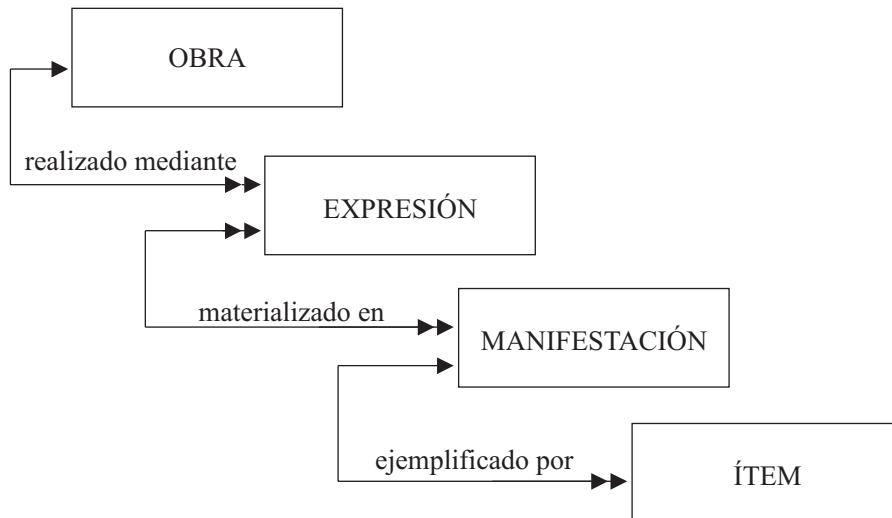 OBRA
realizado mediante
EXPRESIÓN
materializado en
MANIFESTACIÓN
ejemplificado por
ÍTEM